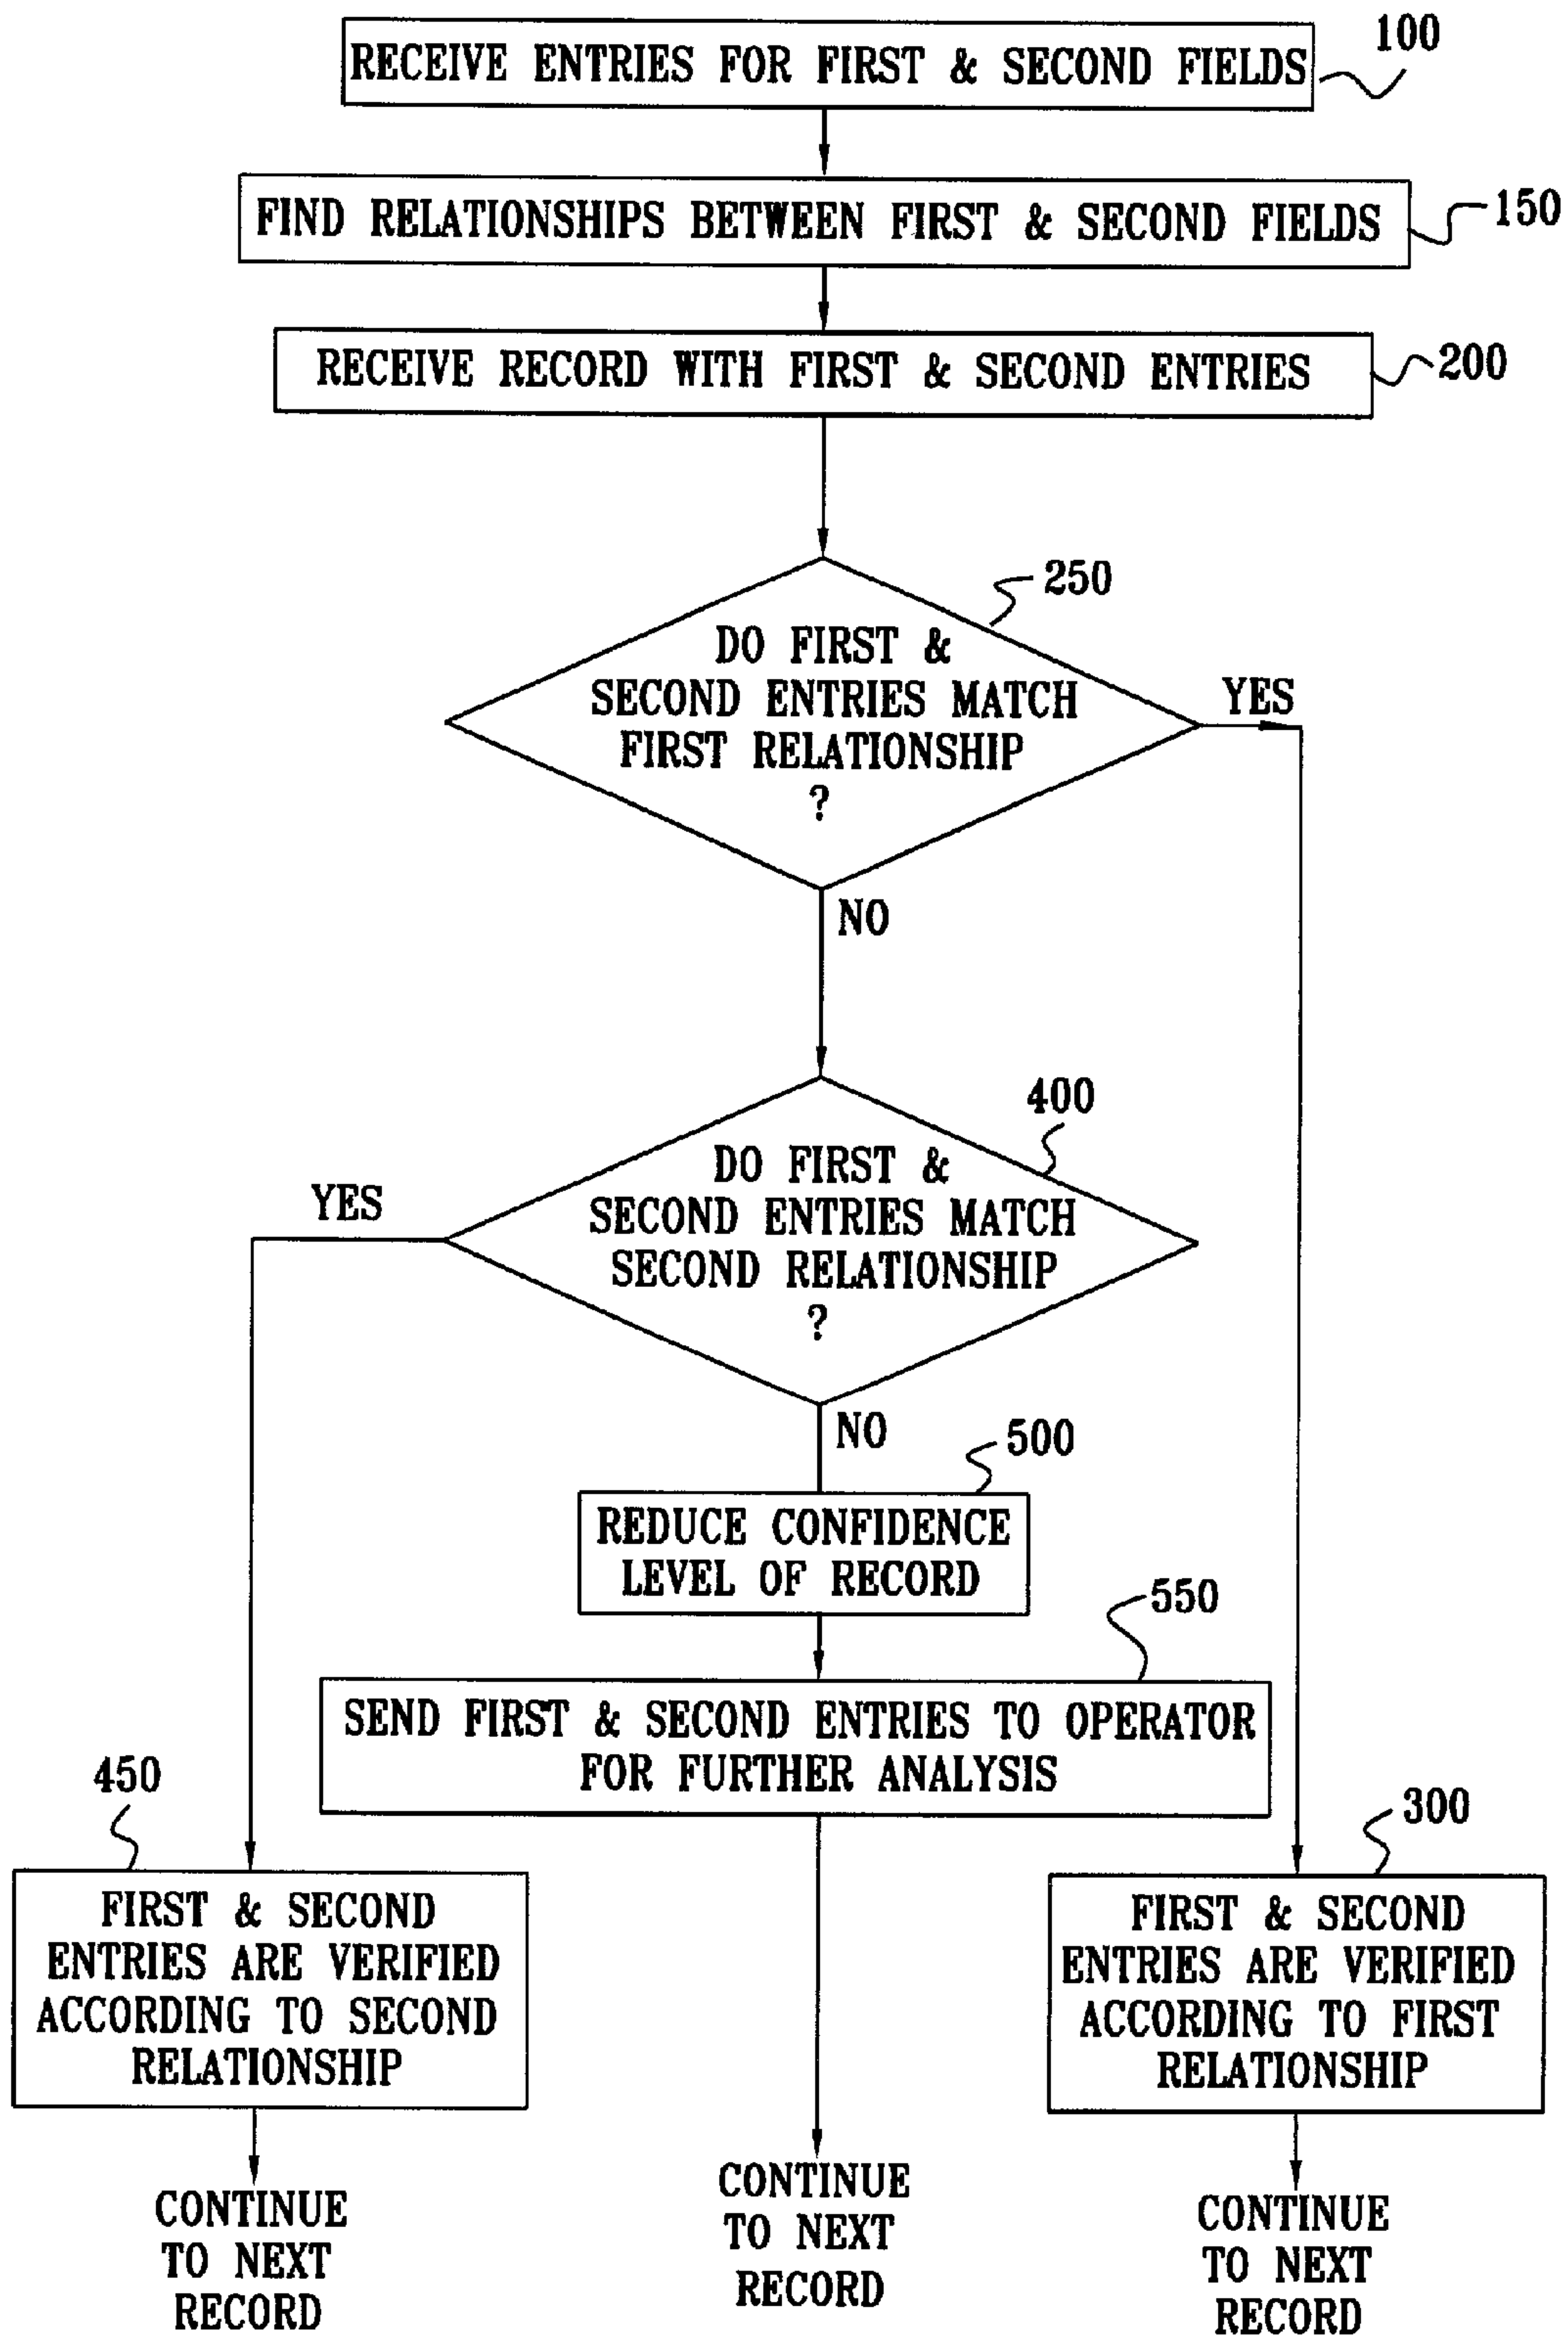 RECEIVE ENTRIES FOR FIRST & SECOND FIELDS
100
FIND RELATIONSHIPS BETWEEN FIRST & SECOND FIELDS
150
RECEIVE RECORD WITH FIRST & SECOND ENTRIES
200
250
DO FIRST &
SECOND ENTRIES MATCH
FIRST RELATIONSHIP
?
YES
NO
400
DO FIRST &
SECOND ENTRIES MATCH
SECOND RELATIONSHIP
?
YES
NO
500
REDUCE CONFIDENCE
LEVEL OF RECORD
550
SEND FIRST & SECOND ENTRIES TO OPERATOR
FOR FURTHER ANALYSIS
450
FIRST & SECOND
ENTRIES ARE VERIFIED
ACCORDING TO SECOND
RELATIONSHIP
300
FIRST & SECOND
ENTRIES ARE VERIFIED
ACCORDING TO FIRST
RELATIONSHIP
CONTINUE
TO NEXT
RECORD
CONTINUE
TO NEXT
RECORD
CONTINUE
TO NEXT
RECORD